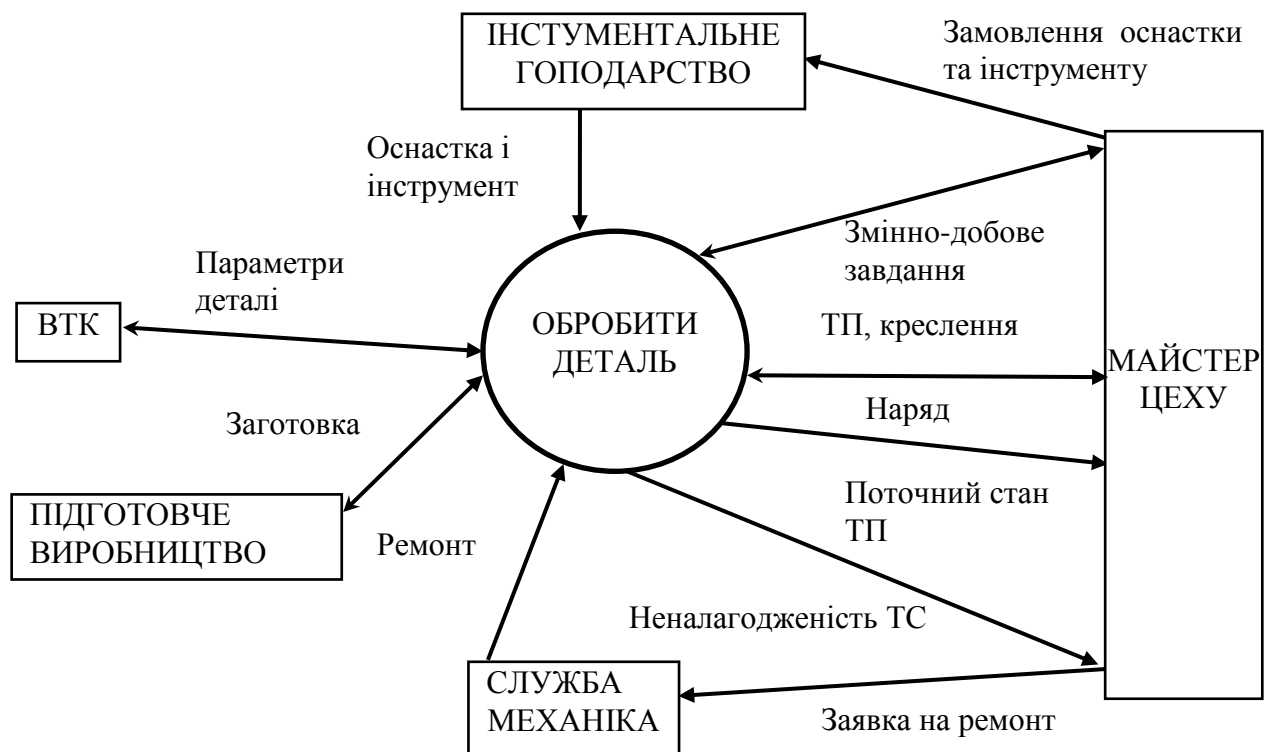 ІНСТУМЕНТАЛЬНЕ
ГОПОДАРСТВО
Замовлення оснастки
та інструменту
Оснастка і
інструмент
Змінно-добове
завдання
Параметри
деталі
ВТК
ОБРОБИТИ
ДЕТАЛЬ
ТП, креслення
МАЙСТЕР
ЦЕХУ
Наряд
Заготовка
Поточний стан
ТП
ПІДГОТОВЧЕ
ВИРОБНИЦТВО
Ремонт
Неналагодженість ТС
СЛУЖБА
МЕХАНІКА
Заявка на ремонт